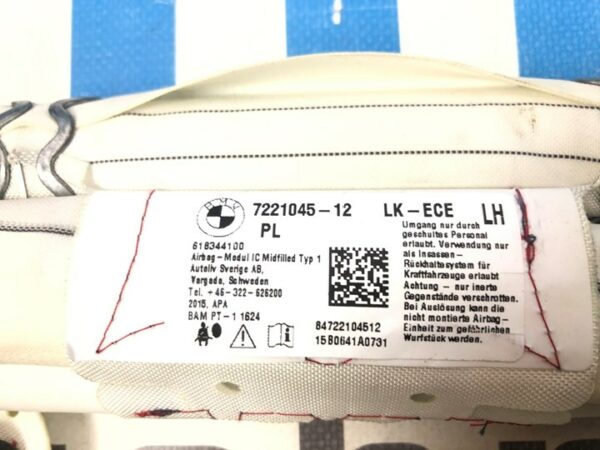 BMW
7221045-12 LK-ECE LH
PL
618344100
Airbag-Modul IC Midfilled Typ 1
Autoliv Sverige AB,
Vargada, Schweden
Tel. +46-322-626200
2015, APA
BAM PT-1 1624
84722104512
15B0641A0731
Umgang nur durch
geschultes Personal
erlaubt. Verwendung nur
als Insassen-
Rückhaltesystem für
Kraftfahrzeuge erlaubt
Achtung - nur inerte
Gegenstände verschrotten.
Bei Auslösung kann die
nicht montierte Airbag-
Einheit zum gefährlichen
Wurfstück werden.